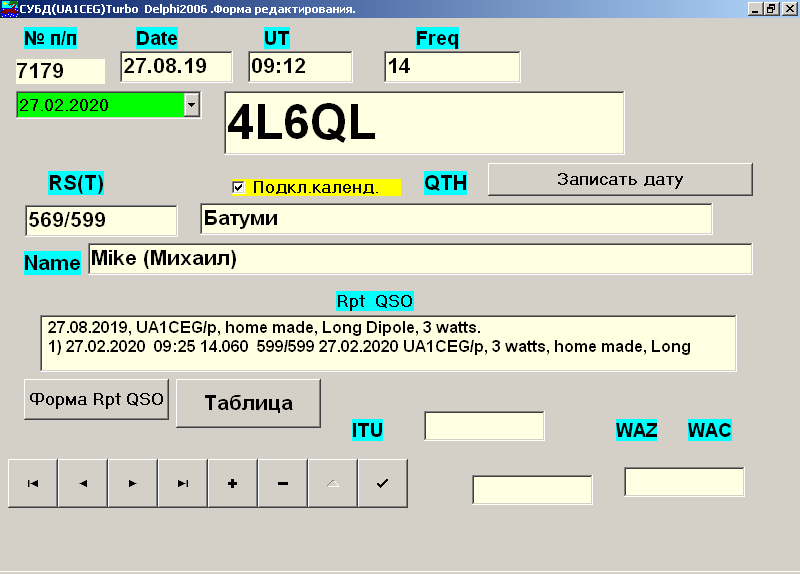 СУБД(UA1CEG)Turbo Delphi2006 .Форма редактирования.
№ п/п Date UT Freq
7179 27.08.19 09:12 14
27.02.2020
4L6QL
RS(T) Подкл.календ. QTH Записать дату
569/599 Батуми
Name Mike (Михаил)
Rpt QSO
27.08.2019, UA1CEG/p, home made, Long Dipole, 3 watts.
1) 27.02.2020 09:25 14.060 599/599 27.02.2020 UA1CEG/p, 3 watts, home made, Long
Форма Rpt QSO Таблица
ITU WAZ WAC